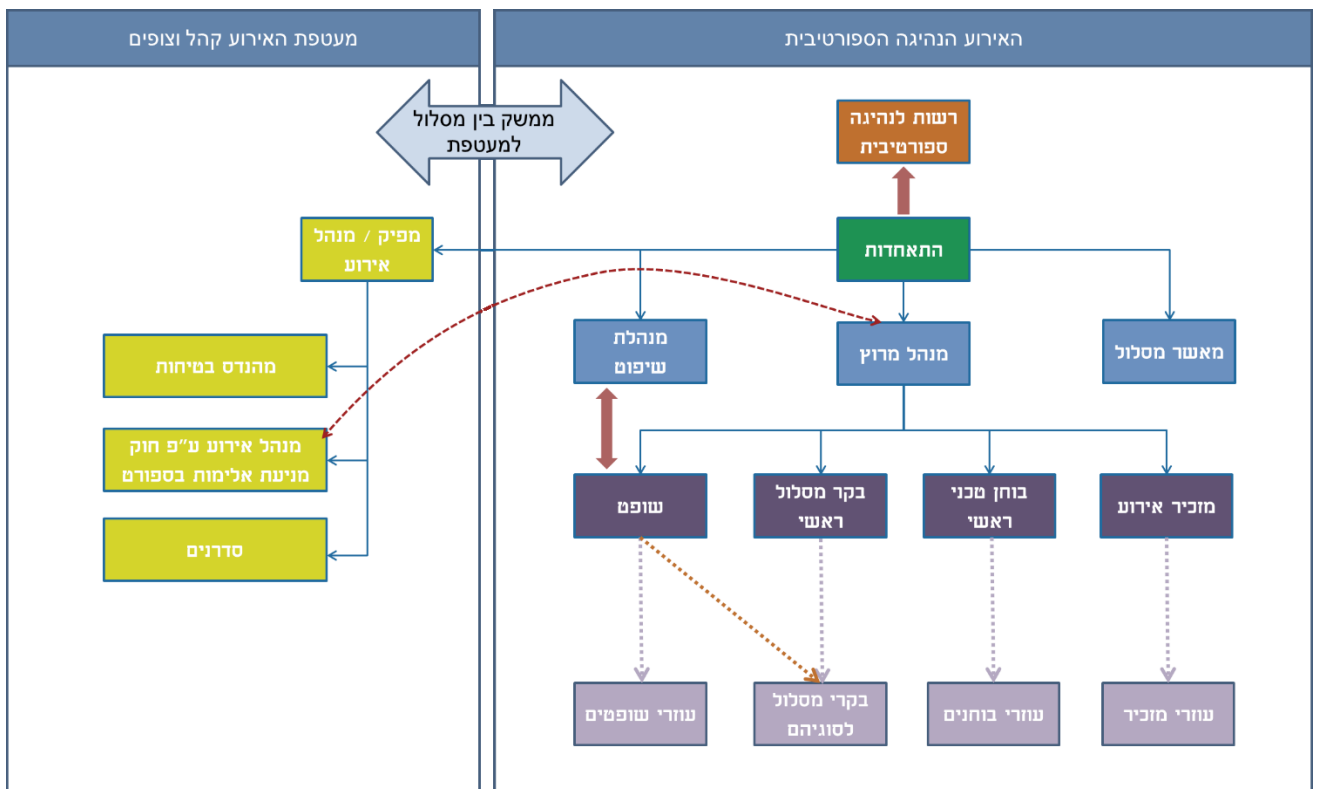 האירוע הנהיגה הספורטיבית
מעטפת האירוע קהל וצופים
ממשק בין מסלול
למעטפת
רשות לנהיגה
ספורטיבית
התאחדות
מפיק / מנהל
אירוע
מאשר מסלול
מנהל מרוץ
מנהלת
שיפוט
מהנדס בטיחות
מנהל אירוע ע"פ חוק
מניעת אלימות בספורט
סדרנים
מזכיר אירוע
בוחן טכני
ראשי
בקר מסלול
ראשי
שופט
עוזרי מזכיר
עוזרי בוחנים
בקרי מסלול
לסוגיהם
עוזרי שופטים